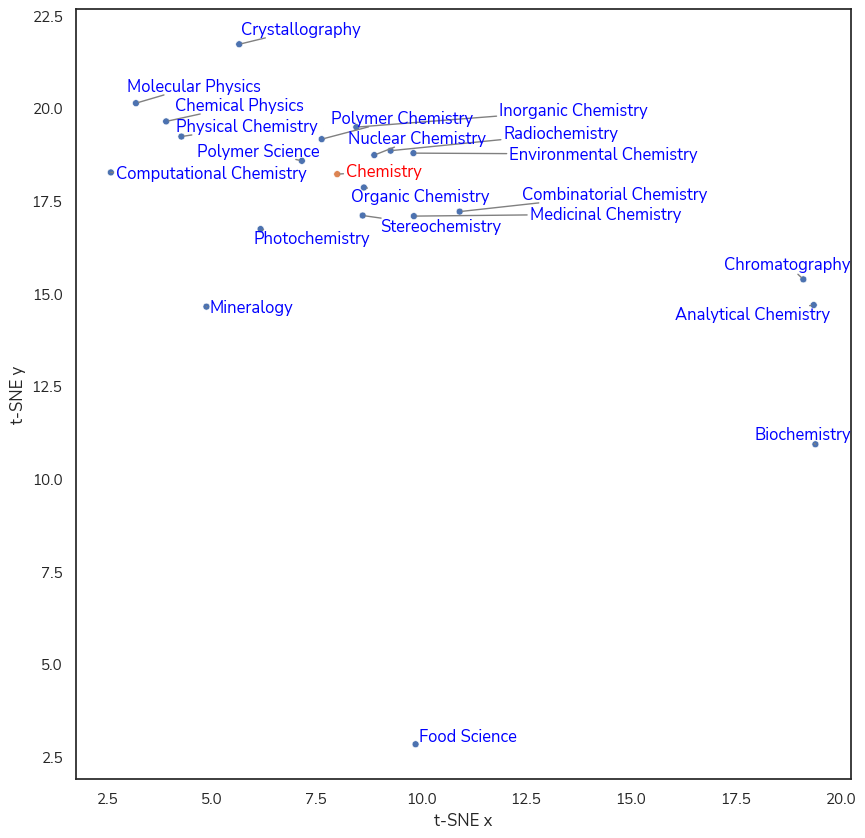 22.5
20.0
17.5
15.0
12.5
10.0
7.5
5.0
2.5
t-SNE y
Crystallography
Molecular Physics
Chemical Physics
Inorganic Chemistry
Polymer Chemistry
Physical Chemistry
Radiochemistry
Nuclear Chemistry
Polymer Science
Environmental Chemistry
Computational Chemistry
Chemistry
Organic Chemistry
Combinatorial Chemistry
Medicinal Chemistry
Stereochemistry
Photochemistry
Chromatography
Mineralogy
Analytical Chemistry
Biochemistry
Food Science
2.5
5.0
7.5
10.0
12.5
15.0
17.5
20.0
t-SNE x